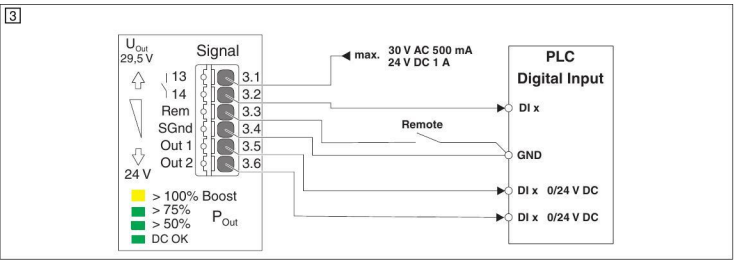 3
U Out
29,5 V
Signal
13
14
Rem
SGnd
Out 1
Out 2
3.1
3.2
3.3
3.4
3.5
3.6
24 V
> 100% Boost
> 75%
> 50%
DC OK
P Out
max. 30 V AC 500 mA
24 V DC 1 A
Remote
PLC
Digital Input
DI x
GND
DI x 0/24 V DC
DI x 0/24 V DC